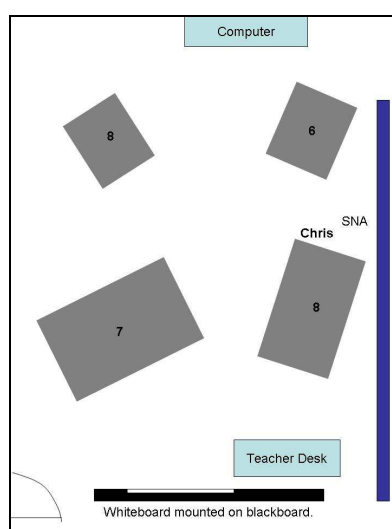 Computer
8
6
SNA
Chris
8
7
Teacher Desk
Whiteboard mounted on blackboard.